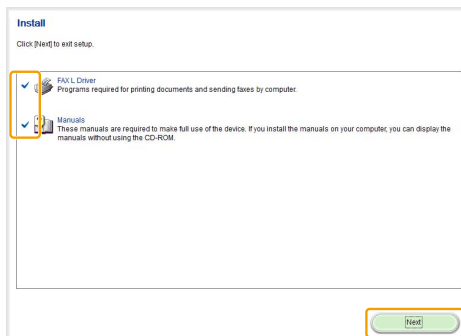 Install
Click [Next] to exit setup.
FAX L Driver
Programs required for printing documents and sending faxes by computer.
Manuals
These manuals are required to make full use of the device. If you install the manuals on your computer, you can display the
manuals without using the CD-ROM.
Next